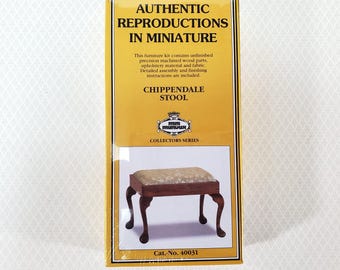 AUTHENTIC
REPRODUCTIONS
IN MINIATURE
This furniture kit contains unfinished
precision machined wood parts,
upholstery material and fabric.
Detailed assembly and finishing
instructions are included.
CHIPPENDALE
STOOL
COLLECTORS SERIES
Cat.-No. 40031